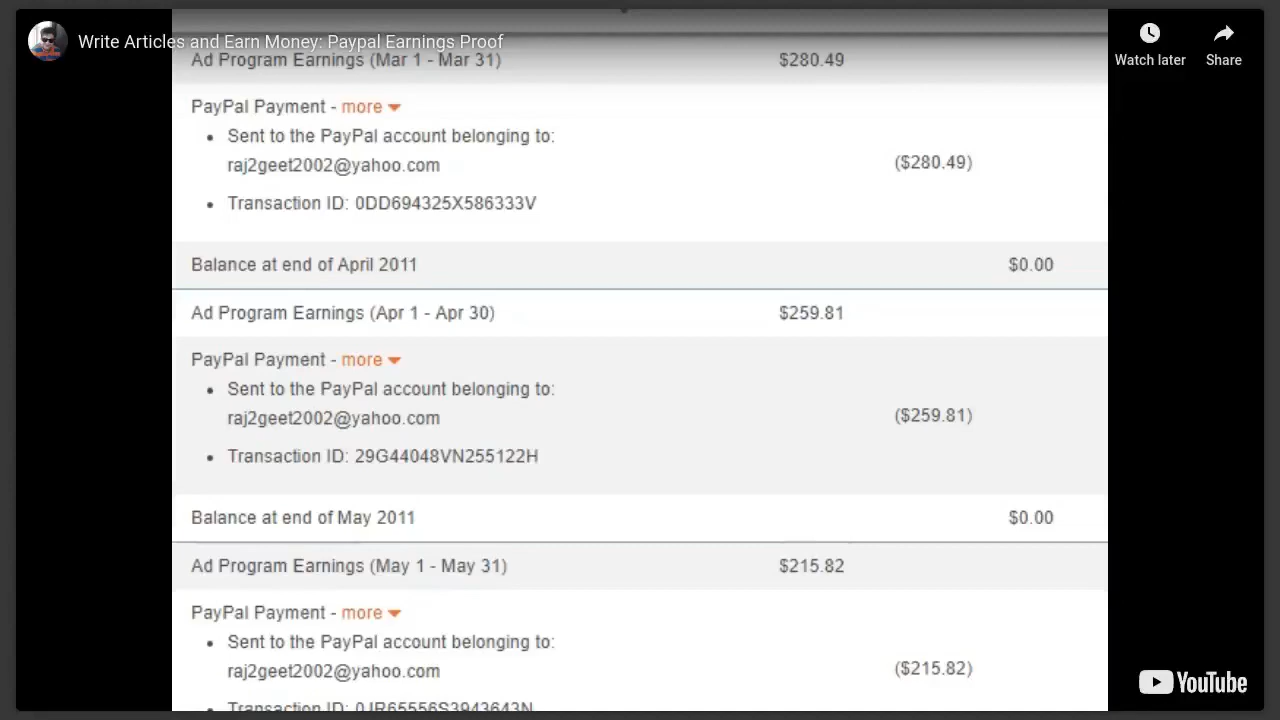 Write Articles and Earn Money: Paypal Earnings Proof
Watch later
Share
Ad Program Earnings (Mar 1 - Mar 31) $280.49
PayPal Payment - more
• Sent to the PayPal account belonging to:
raj2geet2002@yahoo.com ($280.49)
• Transaction ID: 0DD694325X586333V
Balance at end of April 2011 $0.00
Ad Program Earnings (Apr 1 - Apr 30) $259.81
PayPal Payment - more
• Sent to the PayPal account belonging to:
raj2geet2002@yahoo.com ($259.81)
• Transaction ID: 29G44048VN255122H
Balance at end of May 2011 $0.00
Ad Program Earnings (May 1 - May 31) $215.82
PayPal Payment - more
• Sent to the PayPal account belonging to:
raj2geet2002@yahoo.com ($215.82)
Transaction ID:
YouTube